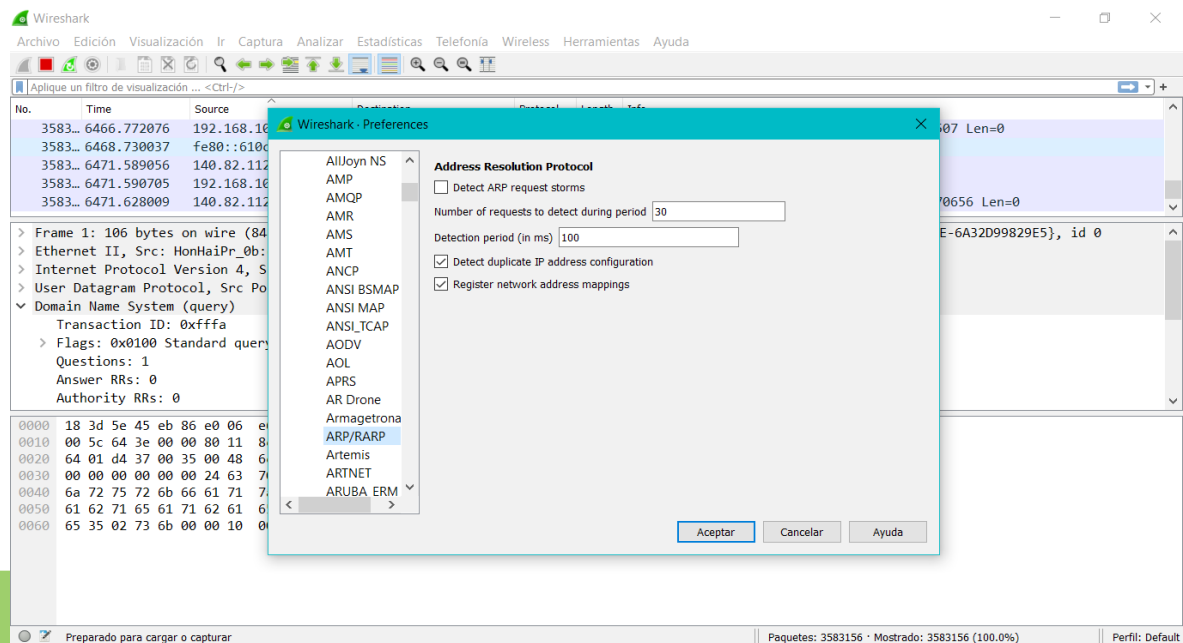 Wireshark
Archivo Edición Visualización Ir Captura Analizar Estadísticas Telefonía Wireless Herramientas Ayuda
Aplique un filtro de visualización ... <Ctrl-/>
No. Time Source
3583… 6466.772076 192.168.10 607 Len=0
3583… 6468.730037 fe80::610c
3583… 6471.589056 140.82.112
3583… 6471.590705 192.168.10
3583… 6471.628009 140.82.112 70656 Len=0
Frame 1: 106 bytes on wire (84 E-6A32D99829E5}, id 0
Ethernet II, Src: HonHaiPr_0b:
Internet Protocol Version 4, S
User Datagram Protocol, Src Po
Domain Name System (query)
Transaction ID: 0xfffa
Flags: 0x0100 Standard query
Questions: 1
Answer RRs: 0
Authority RRs: 0
0000 18 3d 5e 45 eb 86 e0 06
0010 00 5c 64 3e 00 00 80 11
0020 64 01 d4 37 00 35 00 48
0030 00 00 00 00 00 00 24 63
0040 6a 72 75 72 6b 66 61 71
0050 61 62 71 65 61 71 62 61
0060 65 35 02 73 6b 00 00 10
Wireshark · Preferences
AllJoyn NS
AMP
AMQP
AMR
AMS
AMT
ANCP
ANSI BSMAP
ANSI MAP
ANSI_TCAP
AODV
AOL
APRS
AR Drone
Armagetrona
ARP/RARP
Artemis
ARTNET
ARUBA ERM
Address Resolution Protocol
Detect ARP request storms
Number of requests to detect during period 30
Detection period (in ms) 100
Detect duplicate IP address configuration
Register network address mappings
Aceptar Cancelar Ayuda
Preparado para cargar o capturar Paquetes: 3583156 · Mostrado: 3583156 (100.0%) Perfil: Default